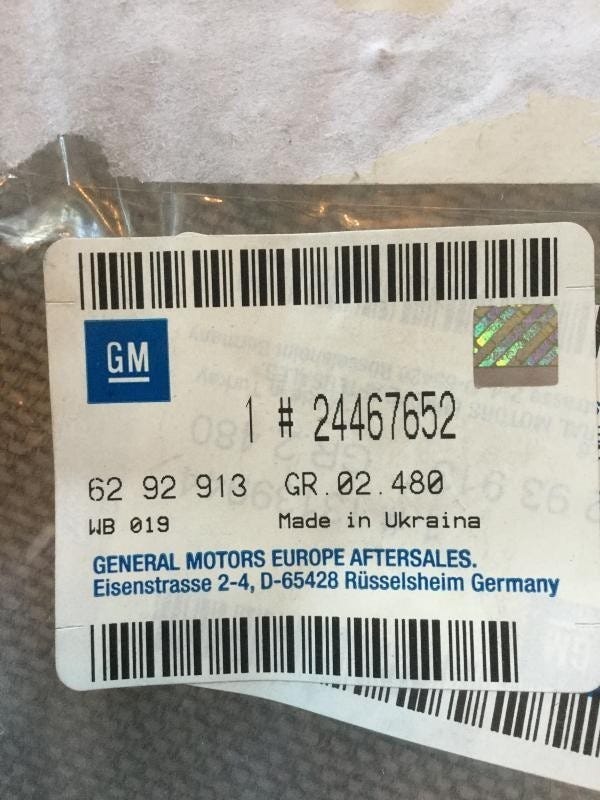 GM
1 # 24467652
62 92 913 GR.02.480
WB 019 Made in Ukraina
GENERAL MOTORS EUROPE AFTERSALES.
Eisenstrasse 2-4, D-65428 Rüsselsheim Germany